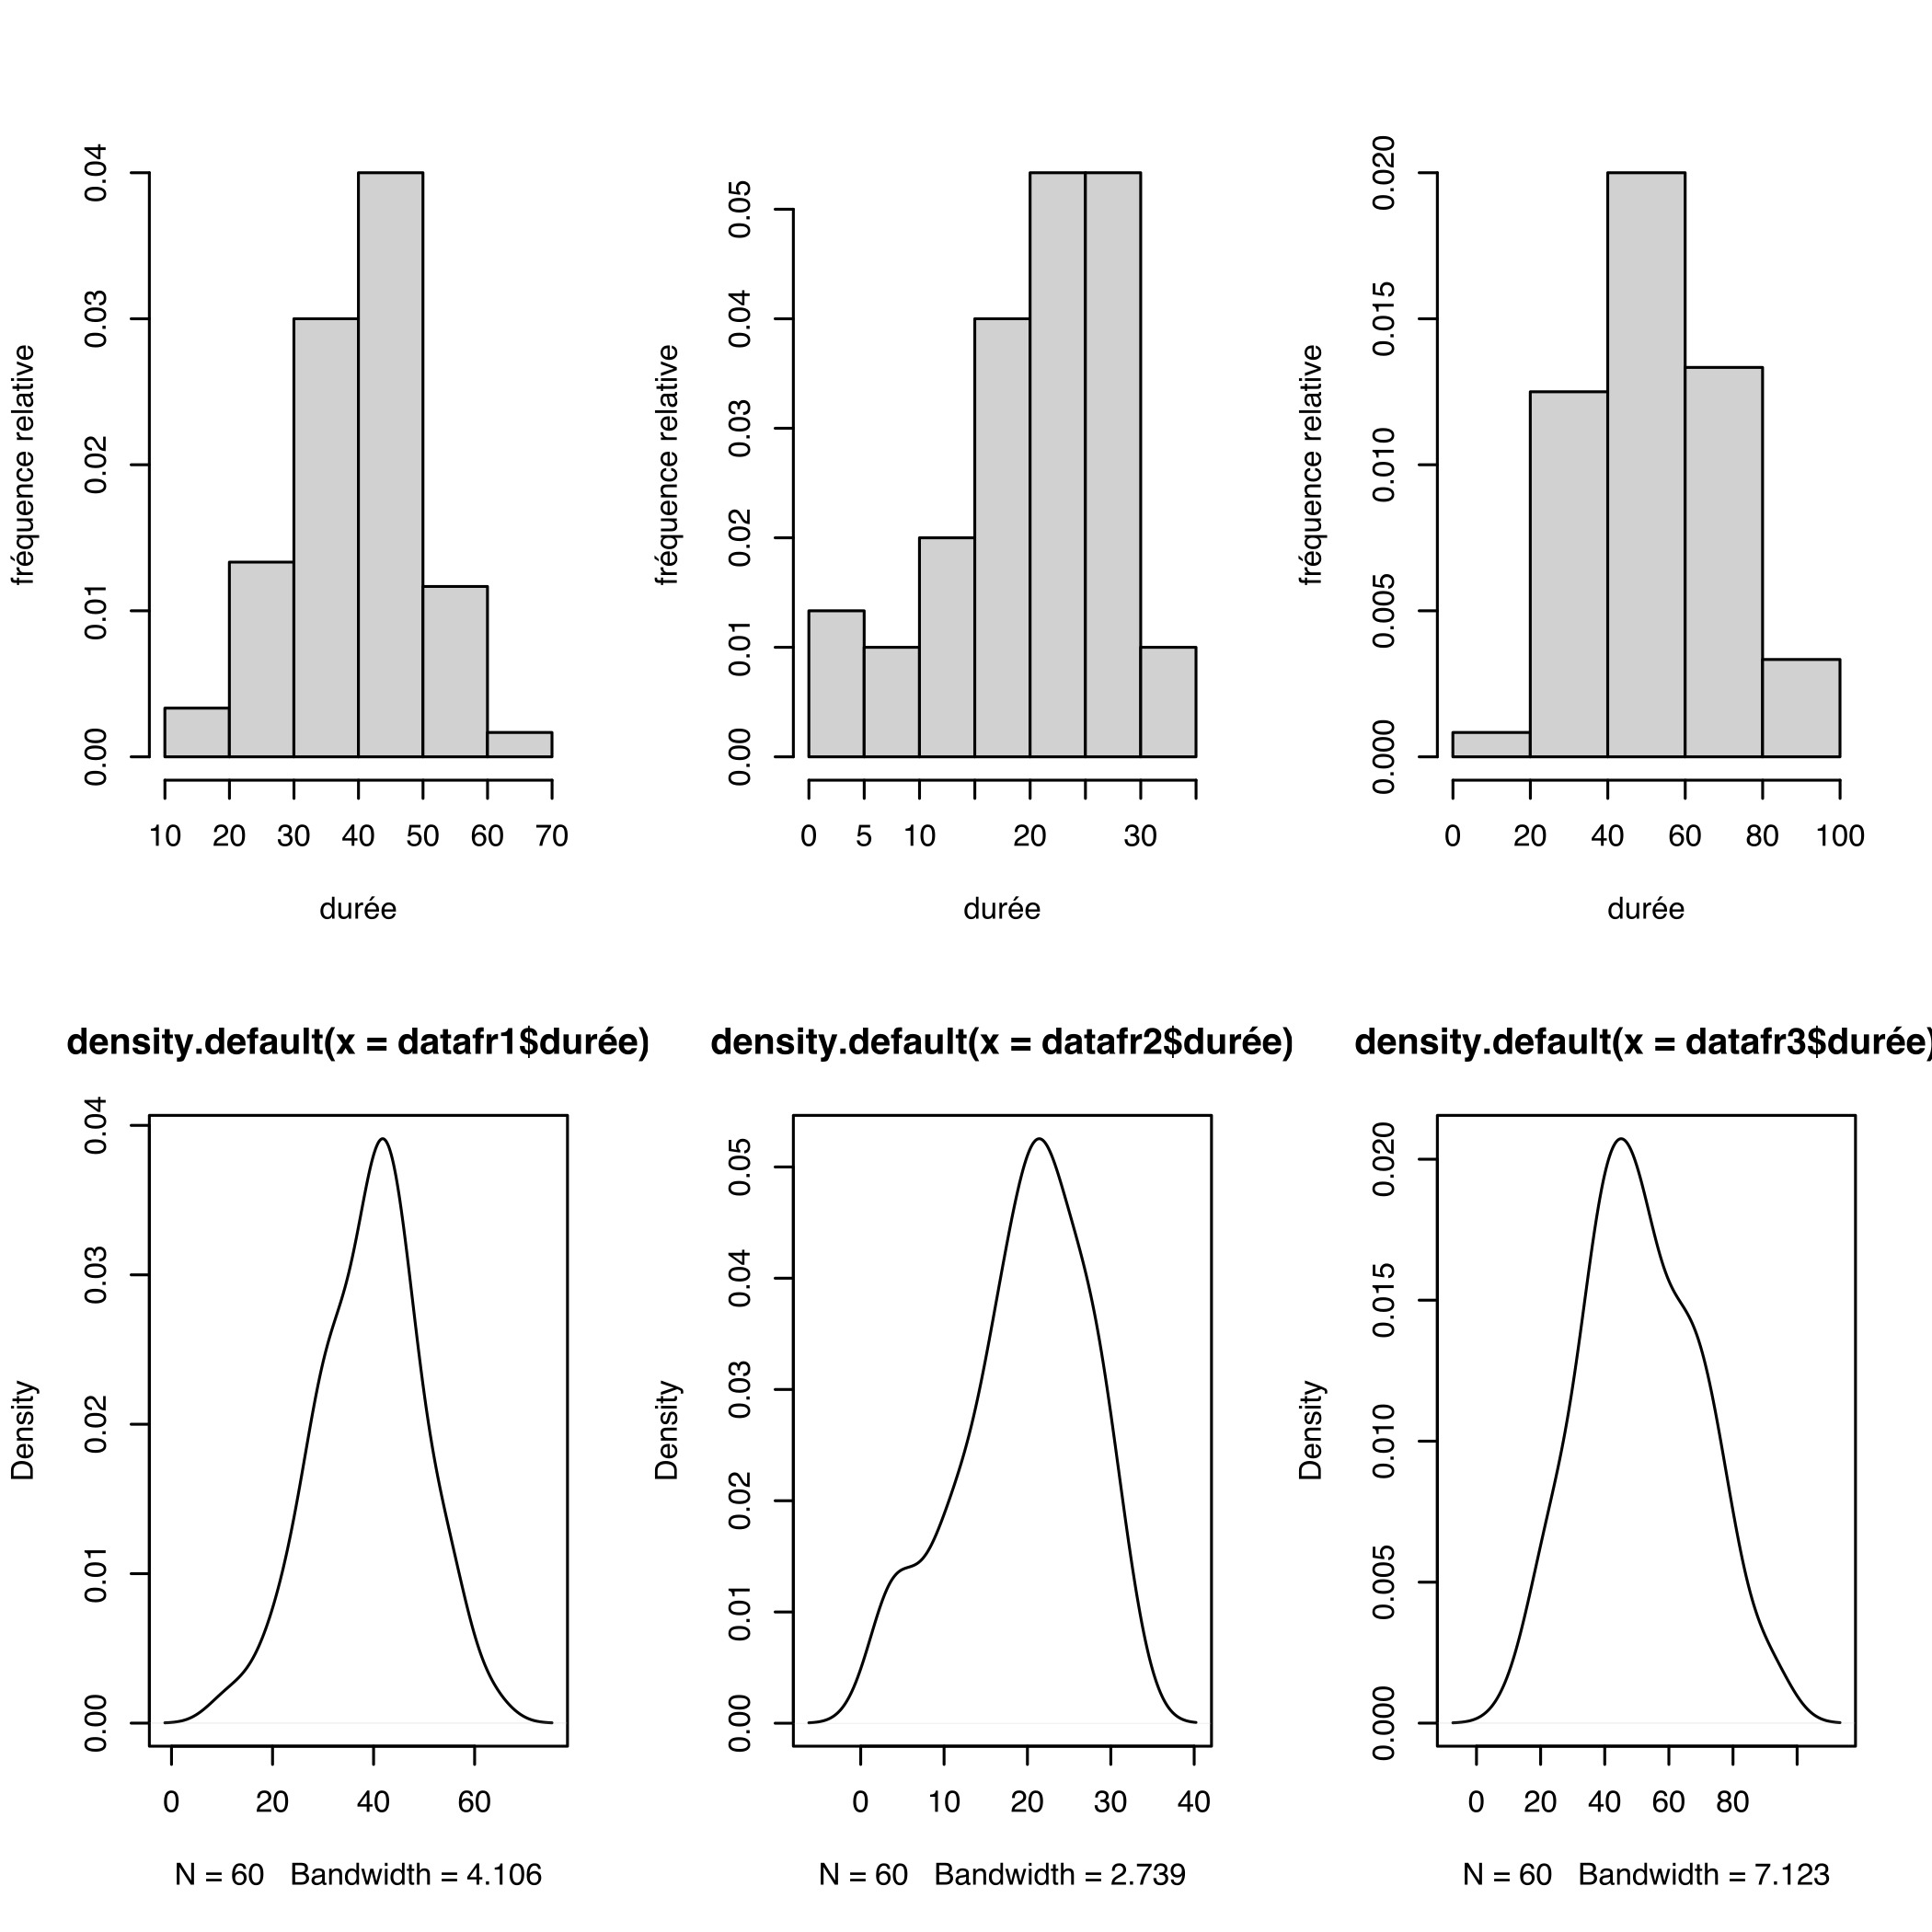 fréquence relative
0.00 0.01 0.02 0.03 0.04
10 20 30 40 50 60 70
durée
fréquence relative
0.00 0.01 0.02 0.03 0.04 0.05
0 5 10 20 30
durée
fréquence relative
0.000 0.005 0.010 0.015 0.020
0 20 40 60 80 100
durée
density.default(x = datafr1$durée)
Density
0.00 0.01 0.02 0.03 0.04
0 20 40 60
N = 60 Bandwidth = 4.106
density.default(x = datafr2$durée)
Density
0.00 0.01 0.02 0.03 0.04 0.05
0 10 20 30 40
N = 60 Bandwidth = 2.739
density.default(x = datafr3$durée)
Density
0.000 0.005 0.010 0.015 0.020
0 20 40 60 80
N = 60 Bandwidth = 7.123